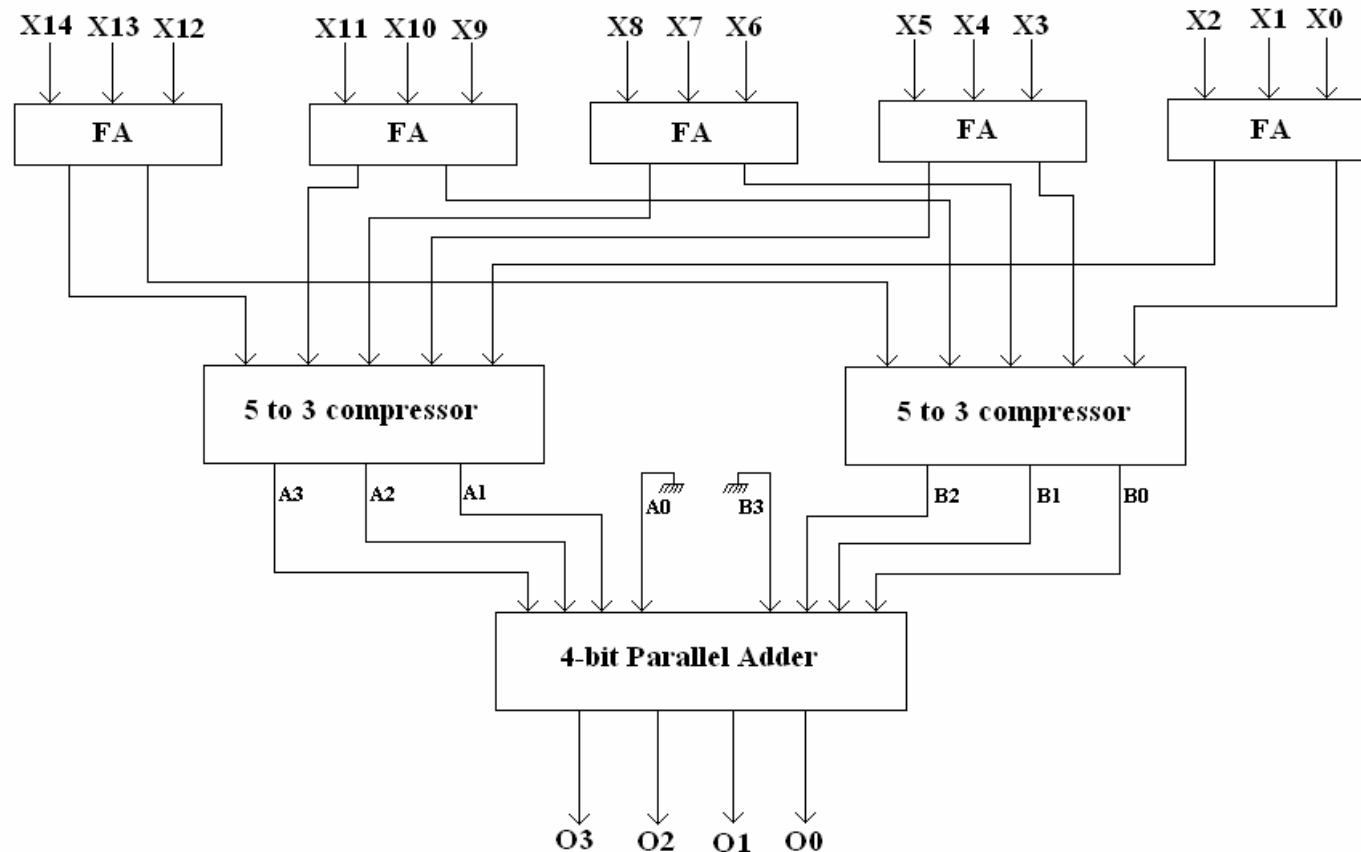 X14 X13 X12 X11 X10 X9 X8 X7 X6 X5 X4 X3 X2 X1 X0
FA FA FA FA FA
5 to 3 compressor 5 to 3 compressor
A3 A2 A1 A0 B3 B2 B1 B0
4-bit Parallel Adder
O3 O2 O1 O0